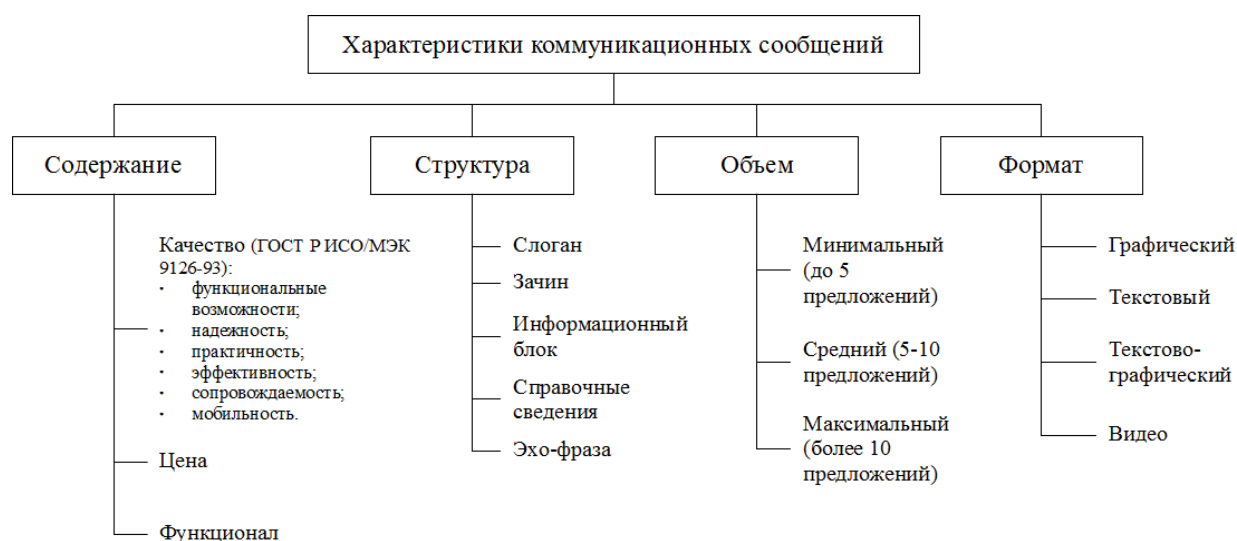 Характеристики коммуникационных сообщений
Содержание
Структура
Объем
Формат
Качество (ГОСТ Р ИСО/МЭК
9126-93):
· функциональные
возможности;
· надежность;
· практичность;
· эффективность;
· сопровождаемость;
· мобильность.
Цена
Функционал
Слоган
Зачин
Информационный
блок
Справочные
сведения
Эхо-фраза
Минимальный
(до 5
предложений)
Средний (5-10
предложений)
Максимальный
(более 10
предложений)
Графический
Текстовый
Текстово-
графический
Видео